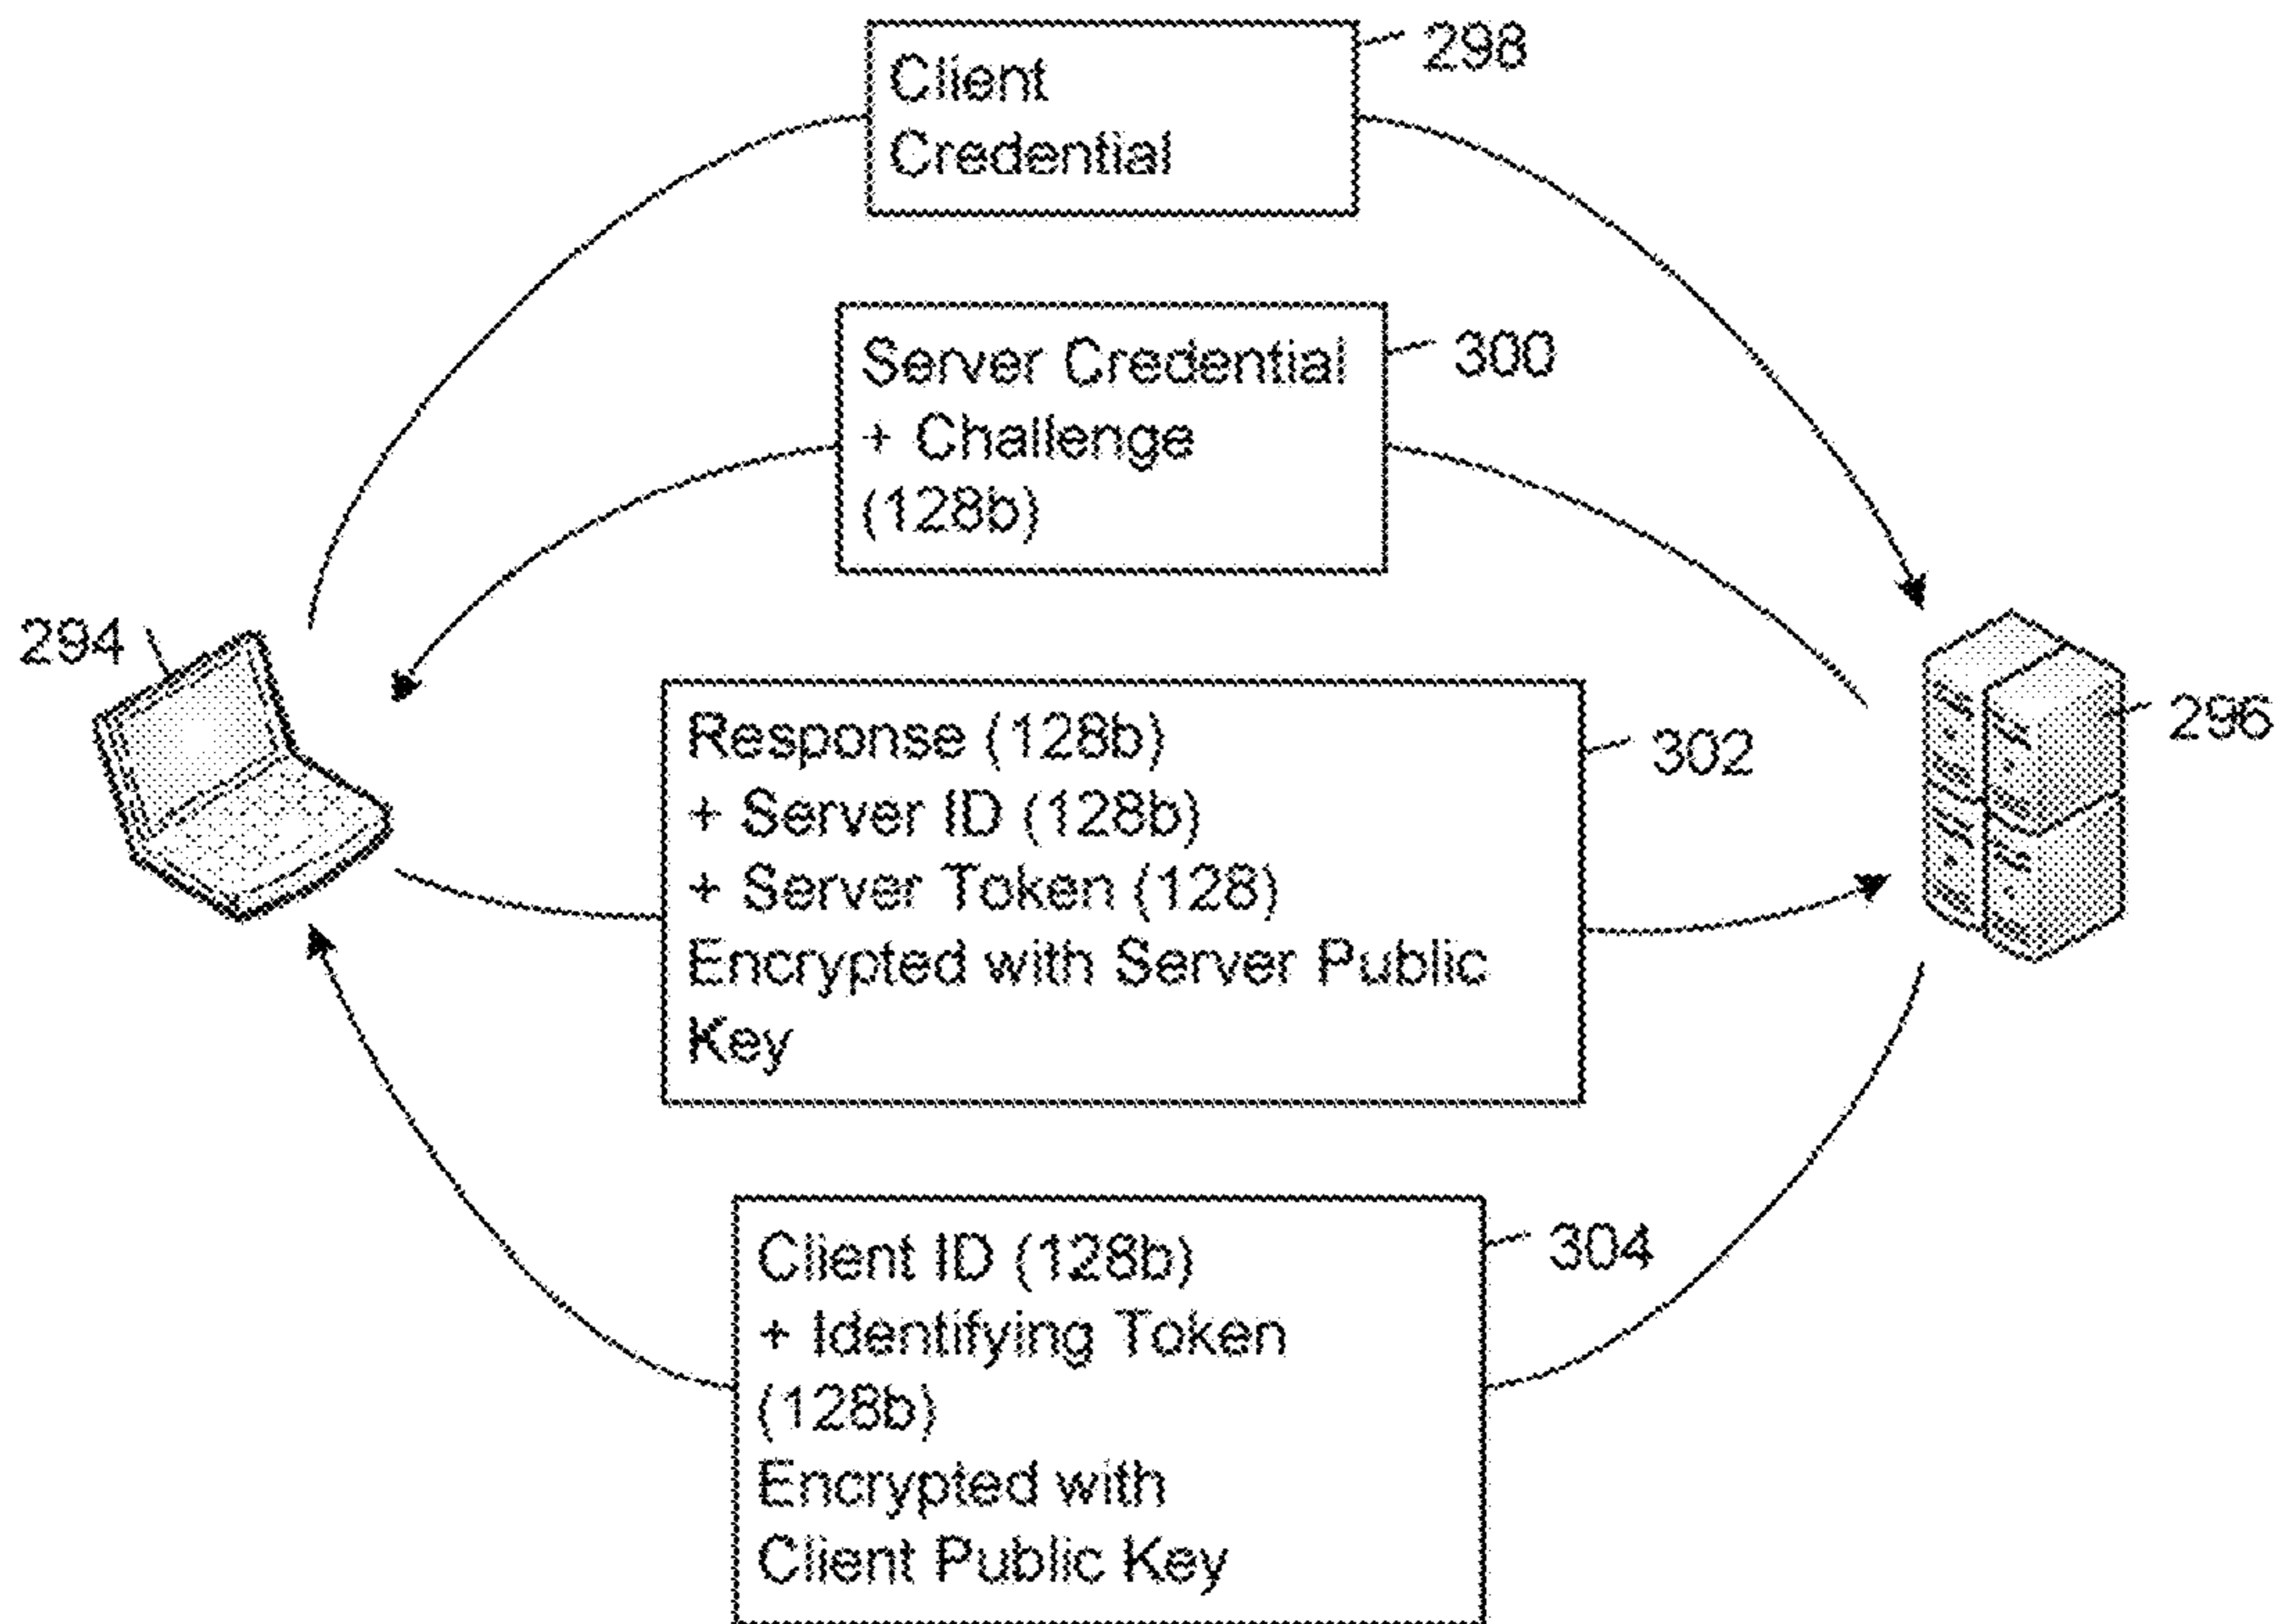 298
Client
Credential
300
Server Credential
+ Challenge
(128b)
294
296
302
Response (128b)
+ Server ID (128b)
+ Server Token (128)
Encrypted with Server Public
Key
304
Client ID (128b)
+ Identifying Token
(128b)
Encrypted with
Client Public Key